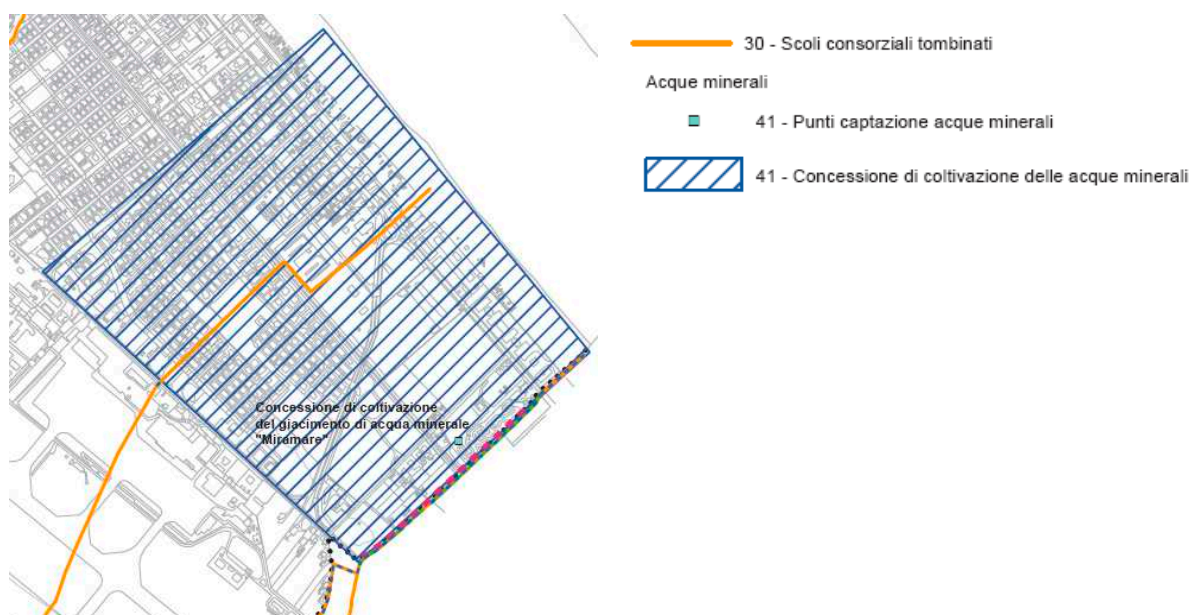 30 - Scoli consorziali tombinati
Acque minerali
41 - Punti captazione acque minerali
41 - Concessione di coltivazione delle acque minerali
Concessione di coltivazione
del giacimento di acqua minerale
"Miramare"